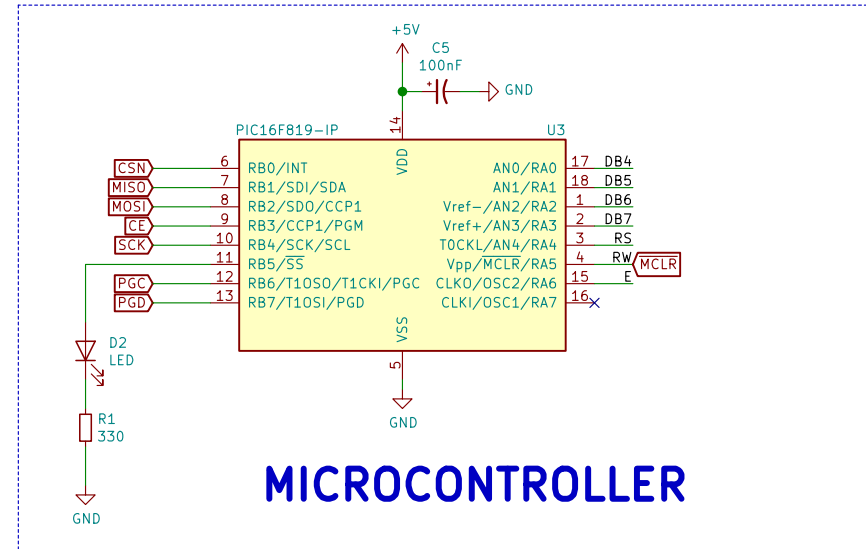 +5V
C5
100nF
GND
PIC16F819-IP
U3
14
VDD
CSN 6 RB0/INT
MISO 7 RB1/SDI/SDA
MOSI 8 RB2/SDO/CCP1
CE 9 RB3/CCP1/PGM
SCK 10 RB4/SCK/SCL
11 RB5/SS
PGC 12 RB6/T1OSO/T1CKI/PGC
PGD 13 RB7/T1OSI/PGD
AN0/RA0 17 DB4
AN1/RA1 18 DB5
Vref-/AN2/RA2 1 DB6
Vref+/AN3/RA3 2 DB7
T0CKL/AN4/RA4 3 RS
Vpp/MCLR/RA5 4 RW MCLR
CLKO/OSC2/RA6 15 E
CLKI/OSC1/RA7 16
VSS
5
GND
D2
LED
R1
330
GND
MICROCONTROLLER